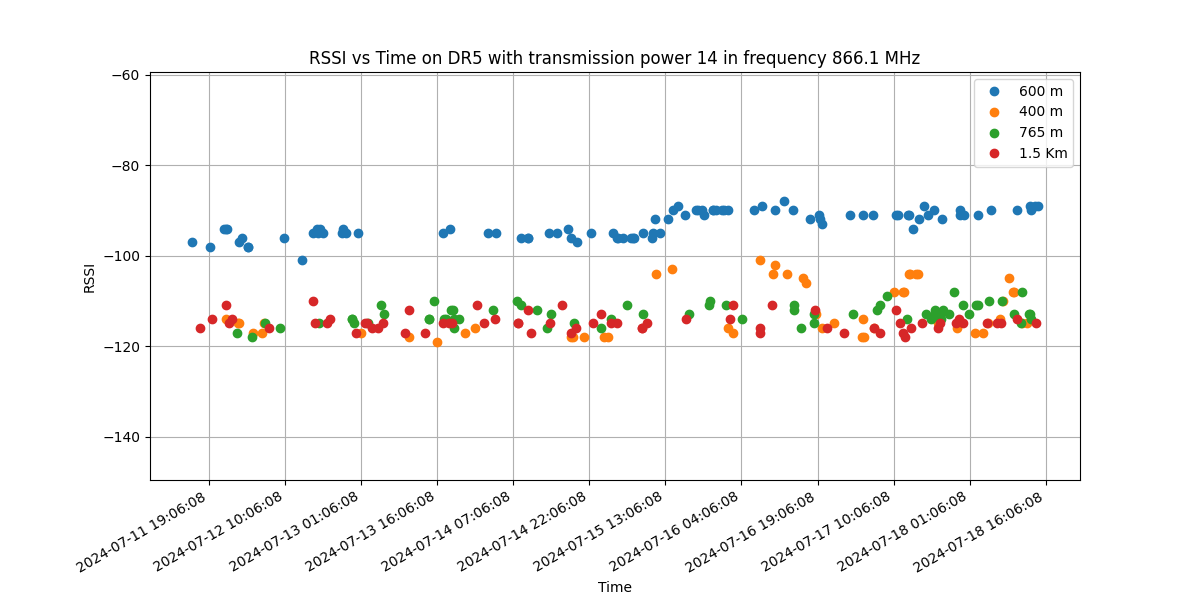 RSSI vs Time on DR5 with transmission power 14 in frequency 866.1 MHz
600 m
400 m
765 m
1.5 Km
RSSI
−60
−80
−100
−120
−140
2024-07-11 19:06:08
2024-07-12 10:06:08
2024-07-13 01:06:08
2024-07-13 16:06:08
2024-07-14 07:06:08
2024-07-14 22:06:08
2024-07-15 13:06:08
2024-07-16 04:06:08
2024-07-16 19:06:08
2024-07-17 10:06:08
2024-07-18 01:06:08
2024-07-18 16:06:08
Time